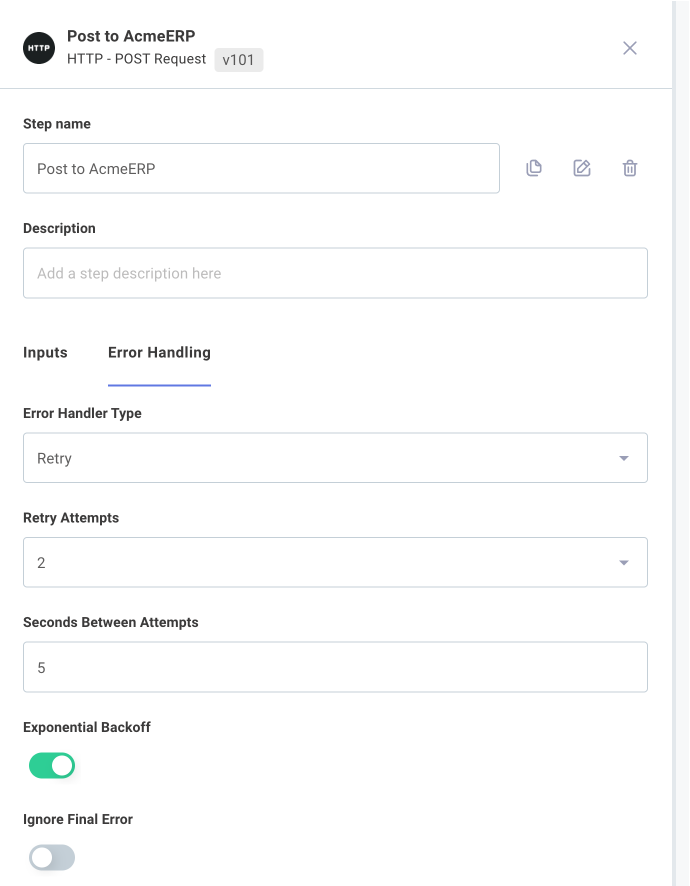 HTTP
Post to AcmeERP
HTTP - POST Request v101
Step name
Post to AcmeERP
Description
Add a step description here
Inputs Error Handling
Error Handler Type
Retry
Retry Attempts
2
Seconds Between Attempts
5
Exponential Backoff
Ignore Final Error